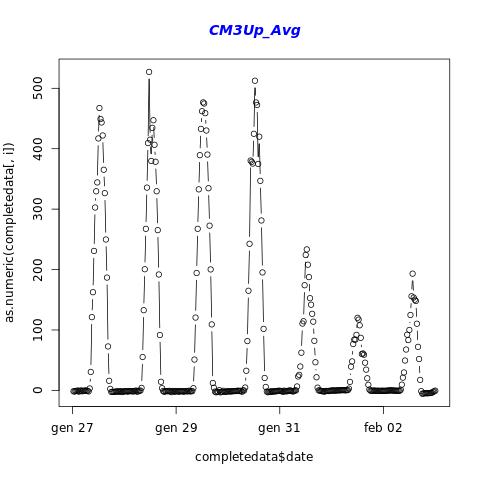 CM3Up_Avg
as.numeric(completedata[, i])
500
400
300
200
100
0
gen 27
gen 29
gen 31
feb 02
completedata$date